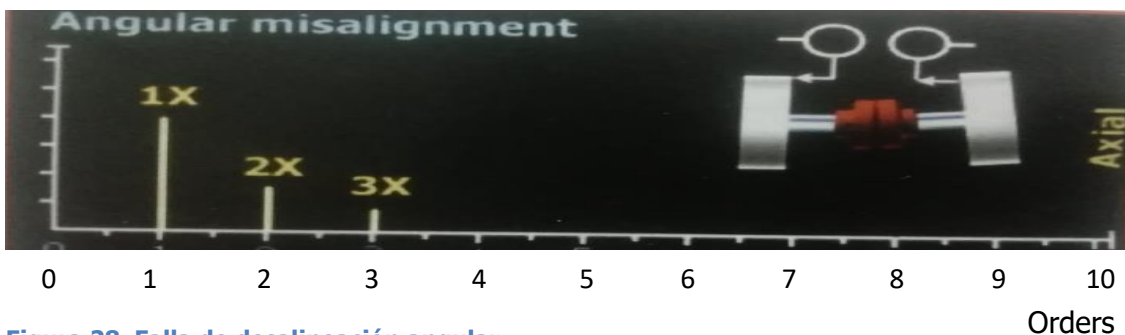 Angular misalignment
1X
2X
3X
Axial
0 1 2 3 4 5 6 7 8 9 10
Orders